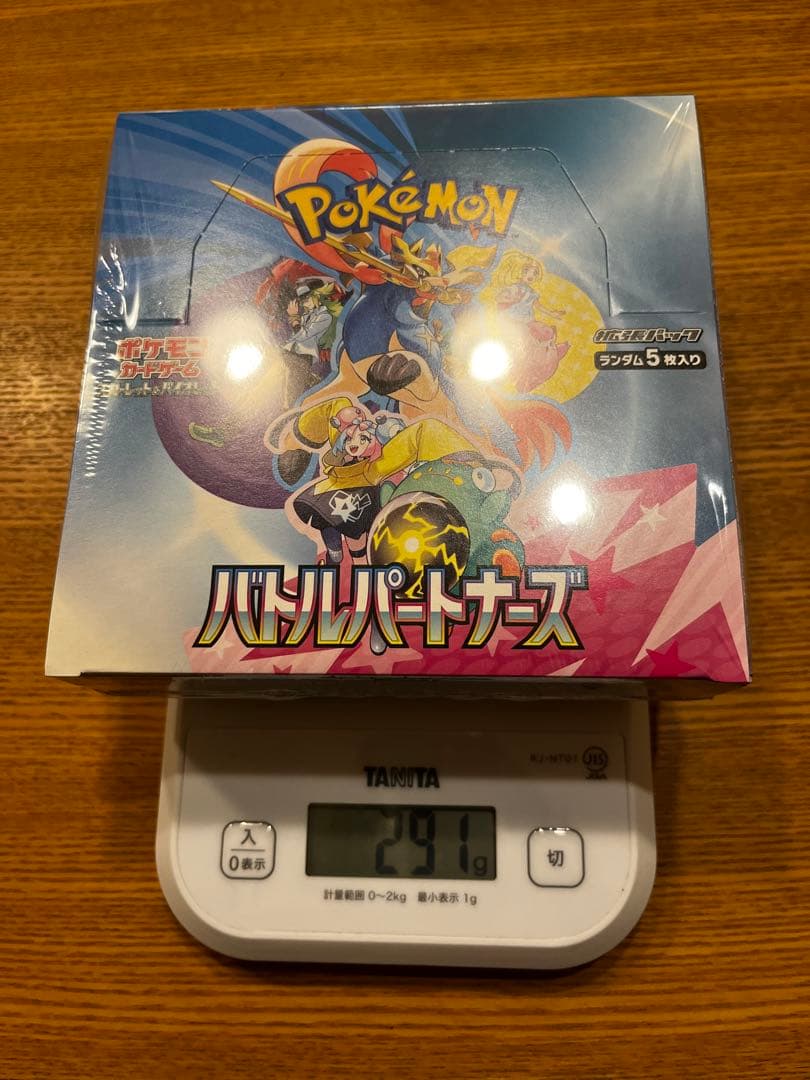 POKÉMON
ポケモン
カードゲーム
拡張パック
ランダム5枚入り
バトルパートナーズ
TANITA
KJ-NT01
JIS
入
0表示
291g
切
計量範囲 0〜2kg 最小表示 1g